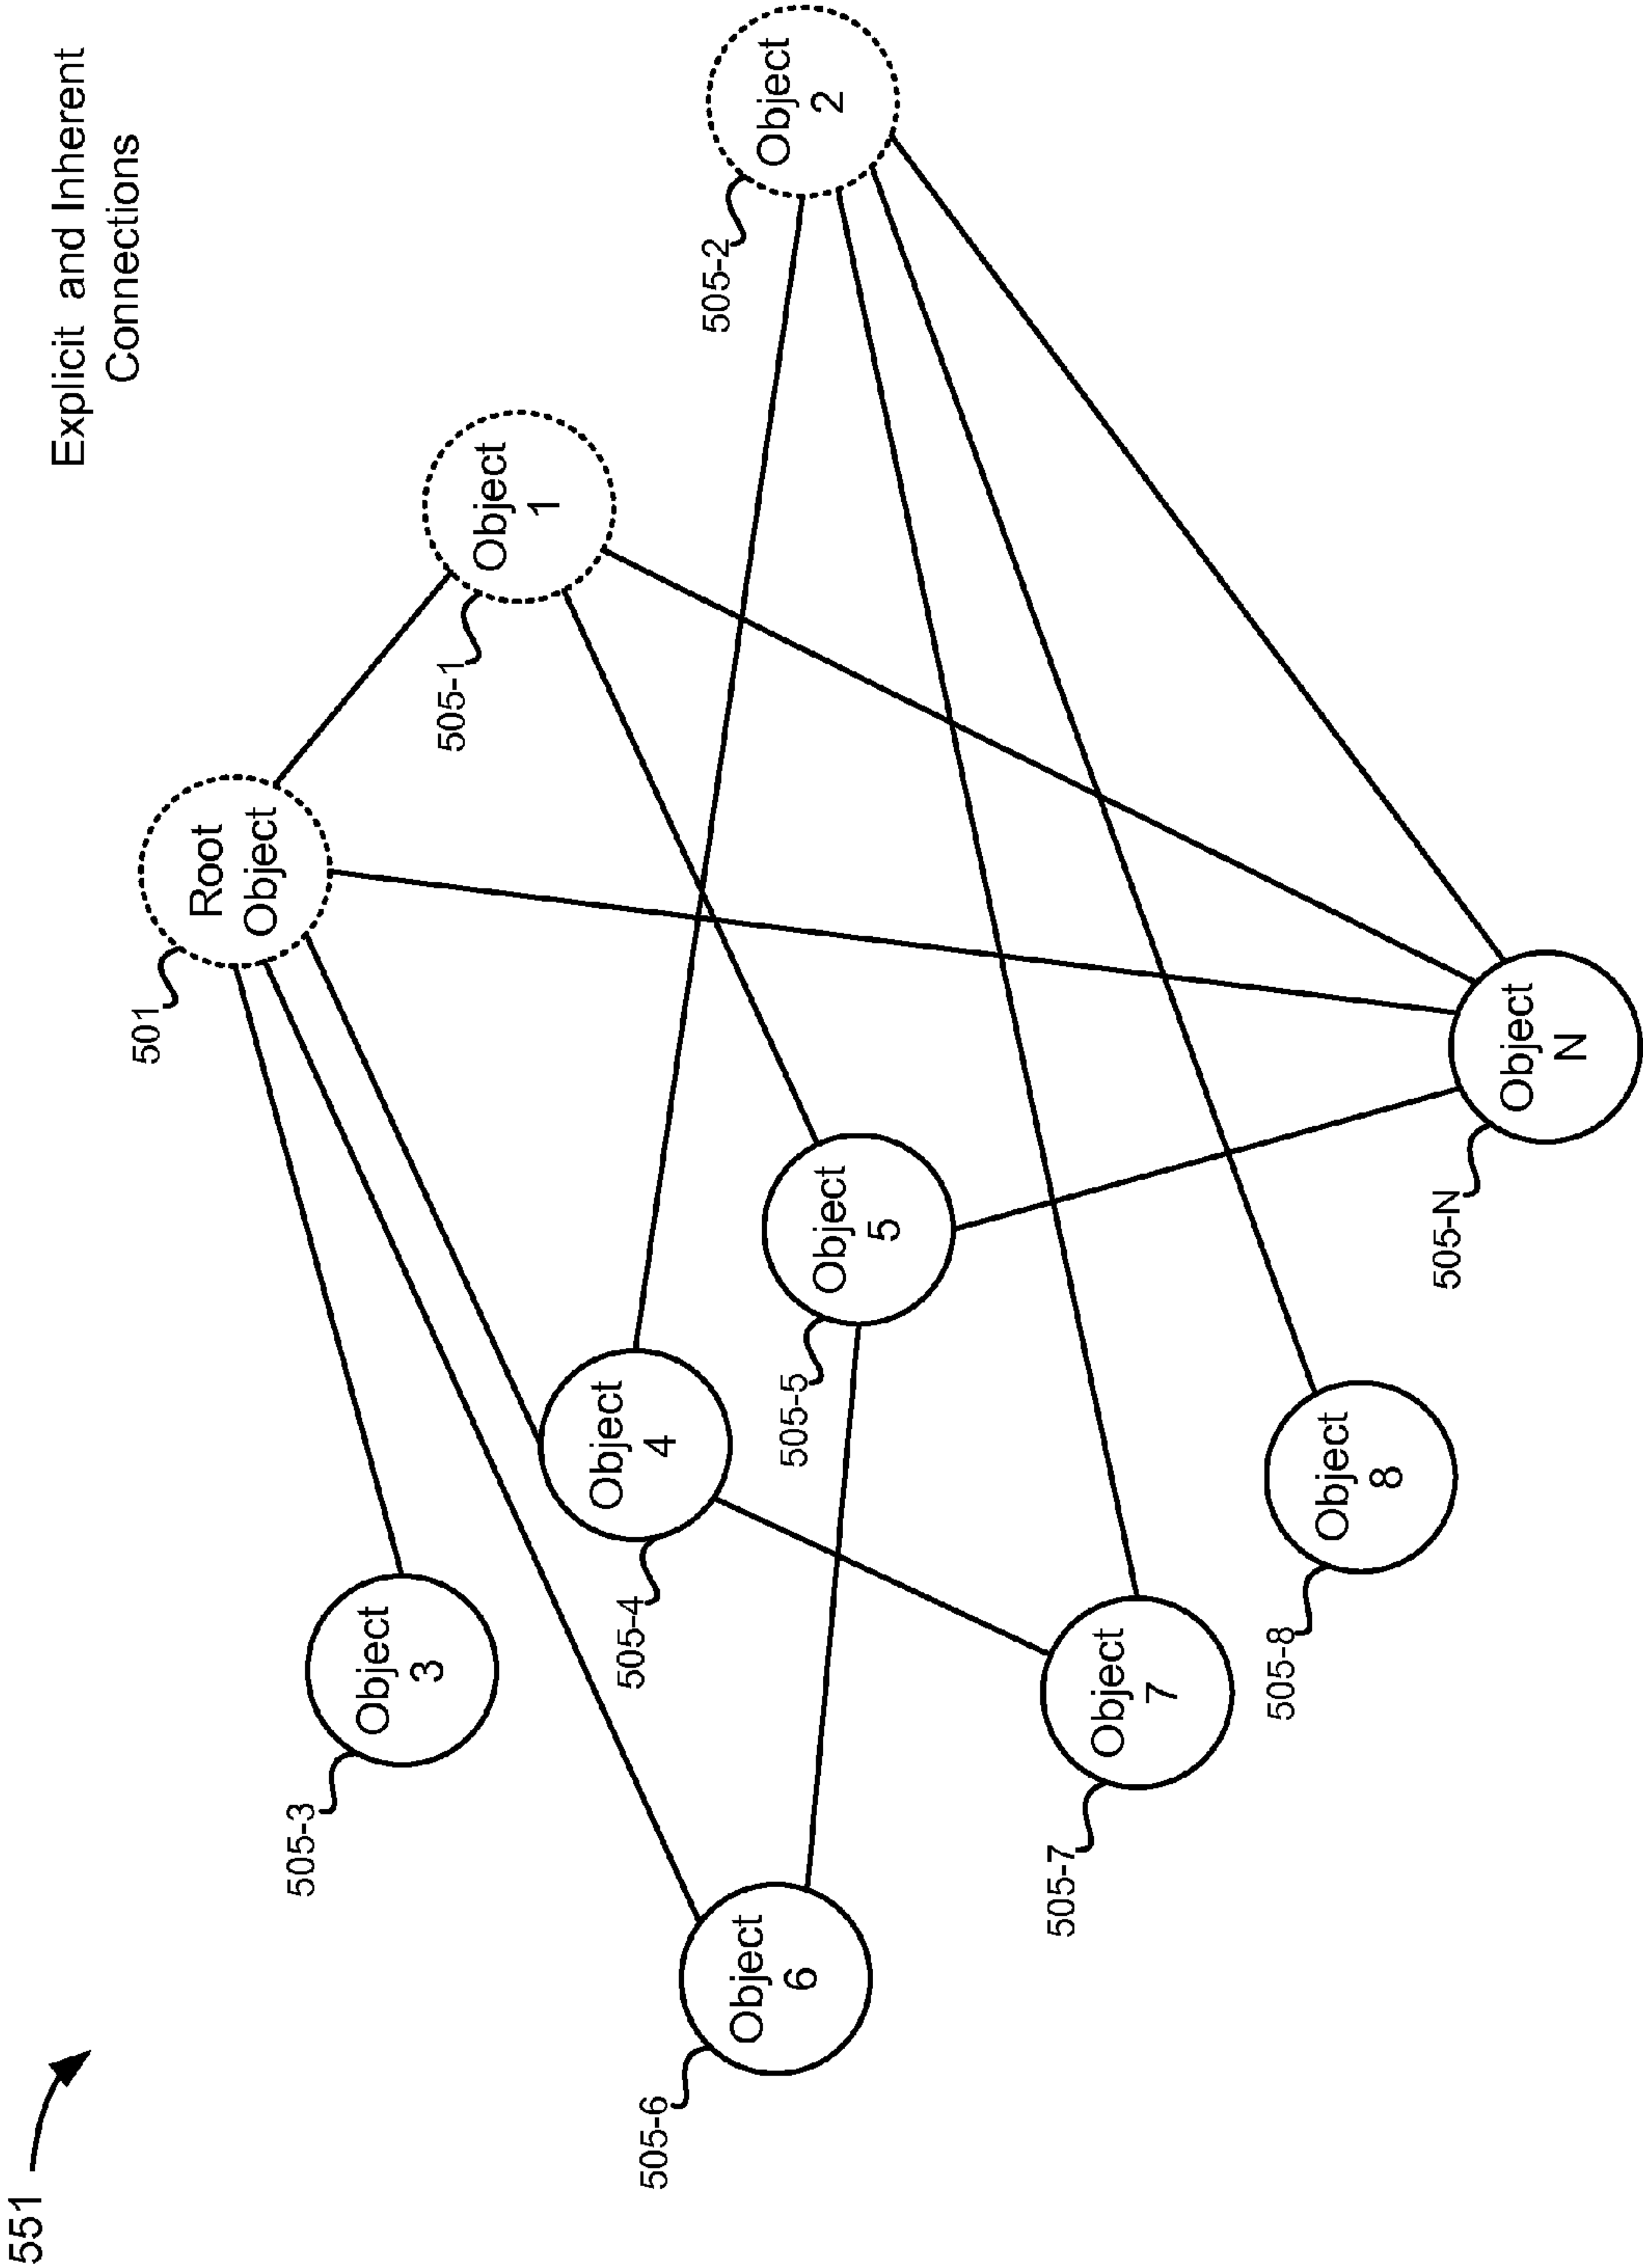 551
Explicit and Inherent
Connections
501
Root
Object
505-1
Object
1
505-2
Object
2
505-3
Object
3
505-4
Object
4
505-5
Object
5
505-6
Object
6
505-7
Object
7
505-8
Object
8
505-N
Object
N